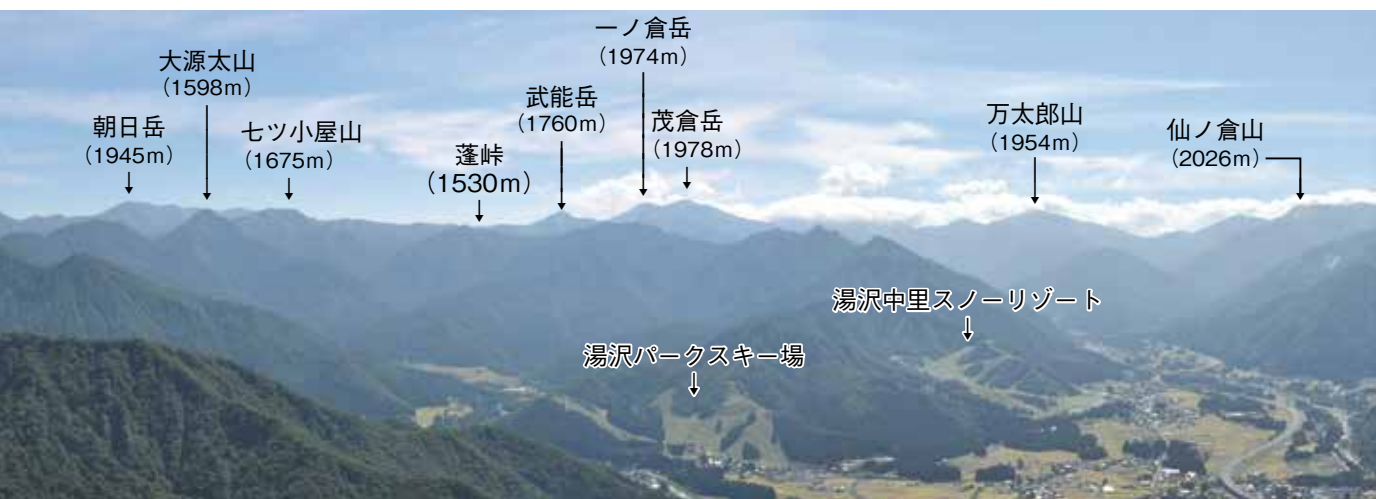 朝日岳
（1945m）
大源太山
（1598m）
七ツ小屋山
（1675m）
蓬峠
（1530m）
武能岳
（1760m）
一ノ倉岳
（1974m）
茂倉岳
（1978m）
万太郎山
（1954m）
仙ノ倉山
（2026m）
湯沢パークスキー場
湯沢中里スノーリゾート